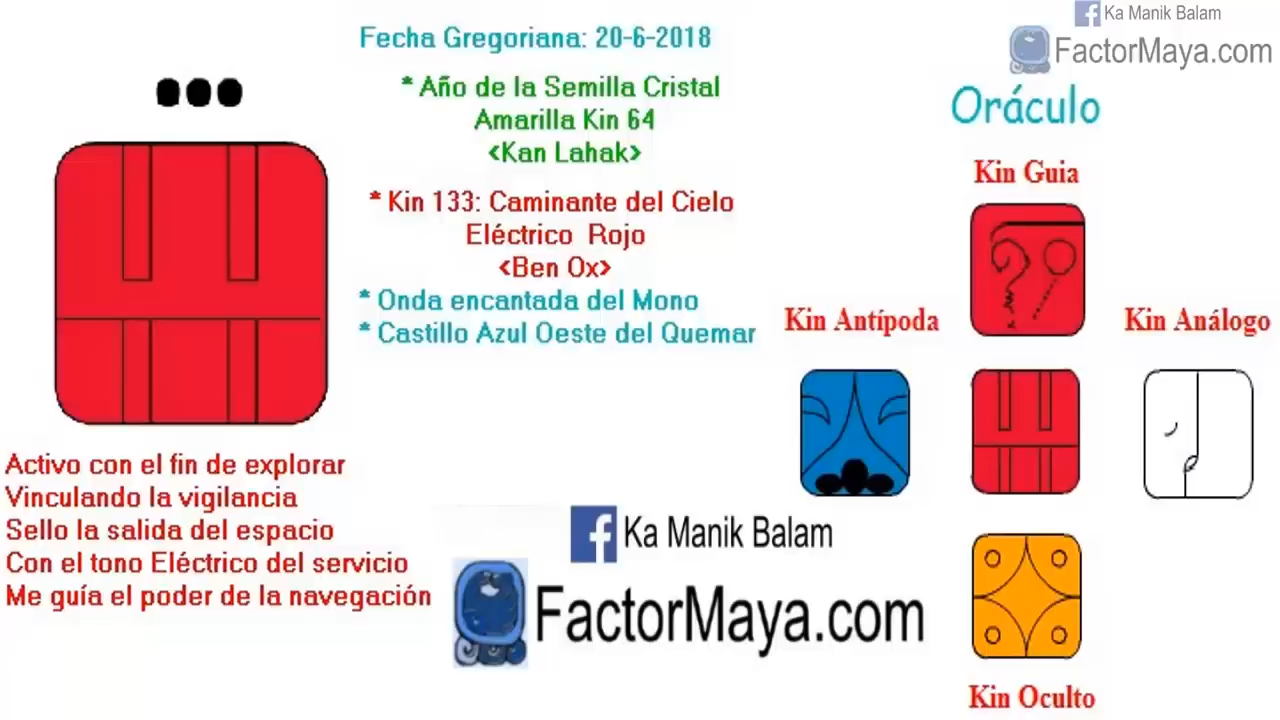 Ka Manik Balam
FactorMaya.com
Fecha Gregoriana: 20-6-2018
* Año de la Semilla Cristal
Amarilla Kin 64
<Kan Lahak>
* Kin 133: Caminante del Cielo
Eléctrico Rojo
<Ben Ox>
* Onda encantada del Mono
* Castillo Azul Oeste del Quemar
Activo con el fin de explorar
Vinculando la vigilancia
Sello la salida del espacio
Con el tono Eléctrico del servicio
Me guía el poder de la navegación
Oráculo
Kin Guia
Kin Antípoda
Kin Análogo
Kin Oculto
Ka Manik Balam
FactorMaya.com